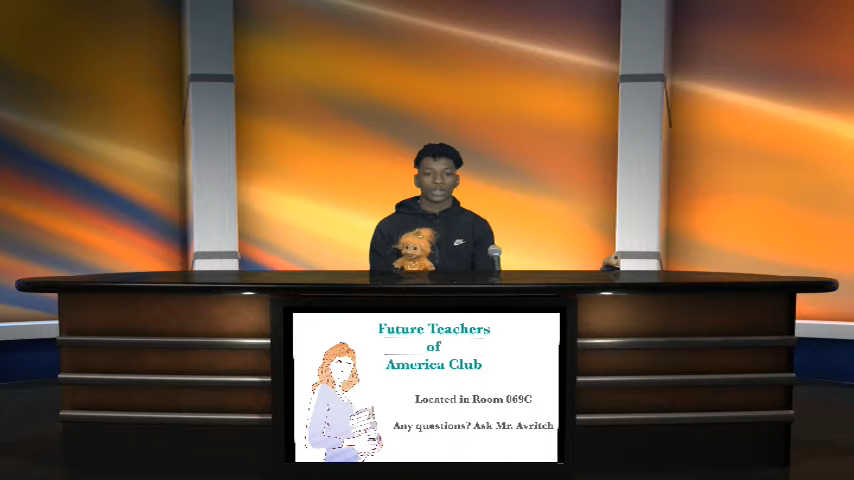 Future Teachers
of
America Club
Located in Room 069C
Any questions? Ask Mr. Avritch